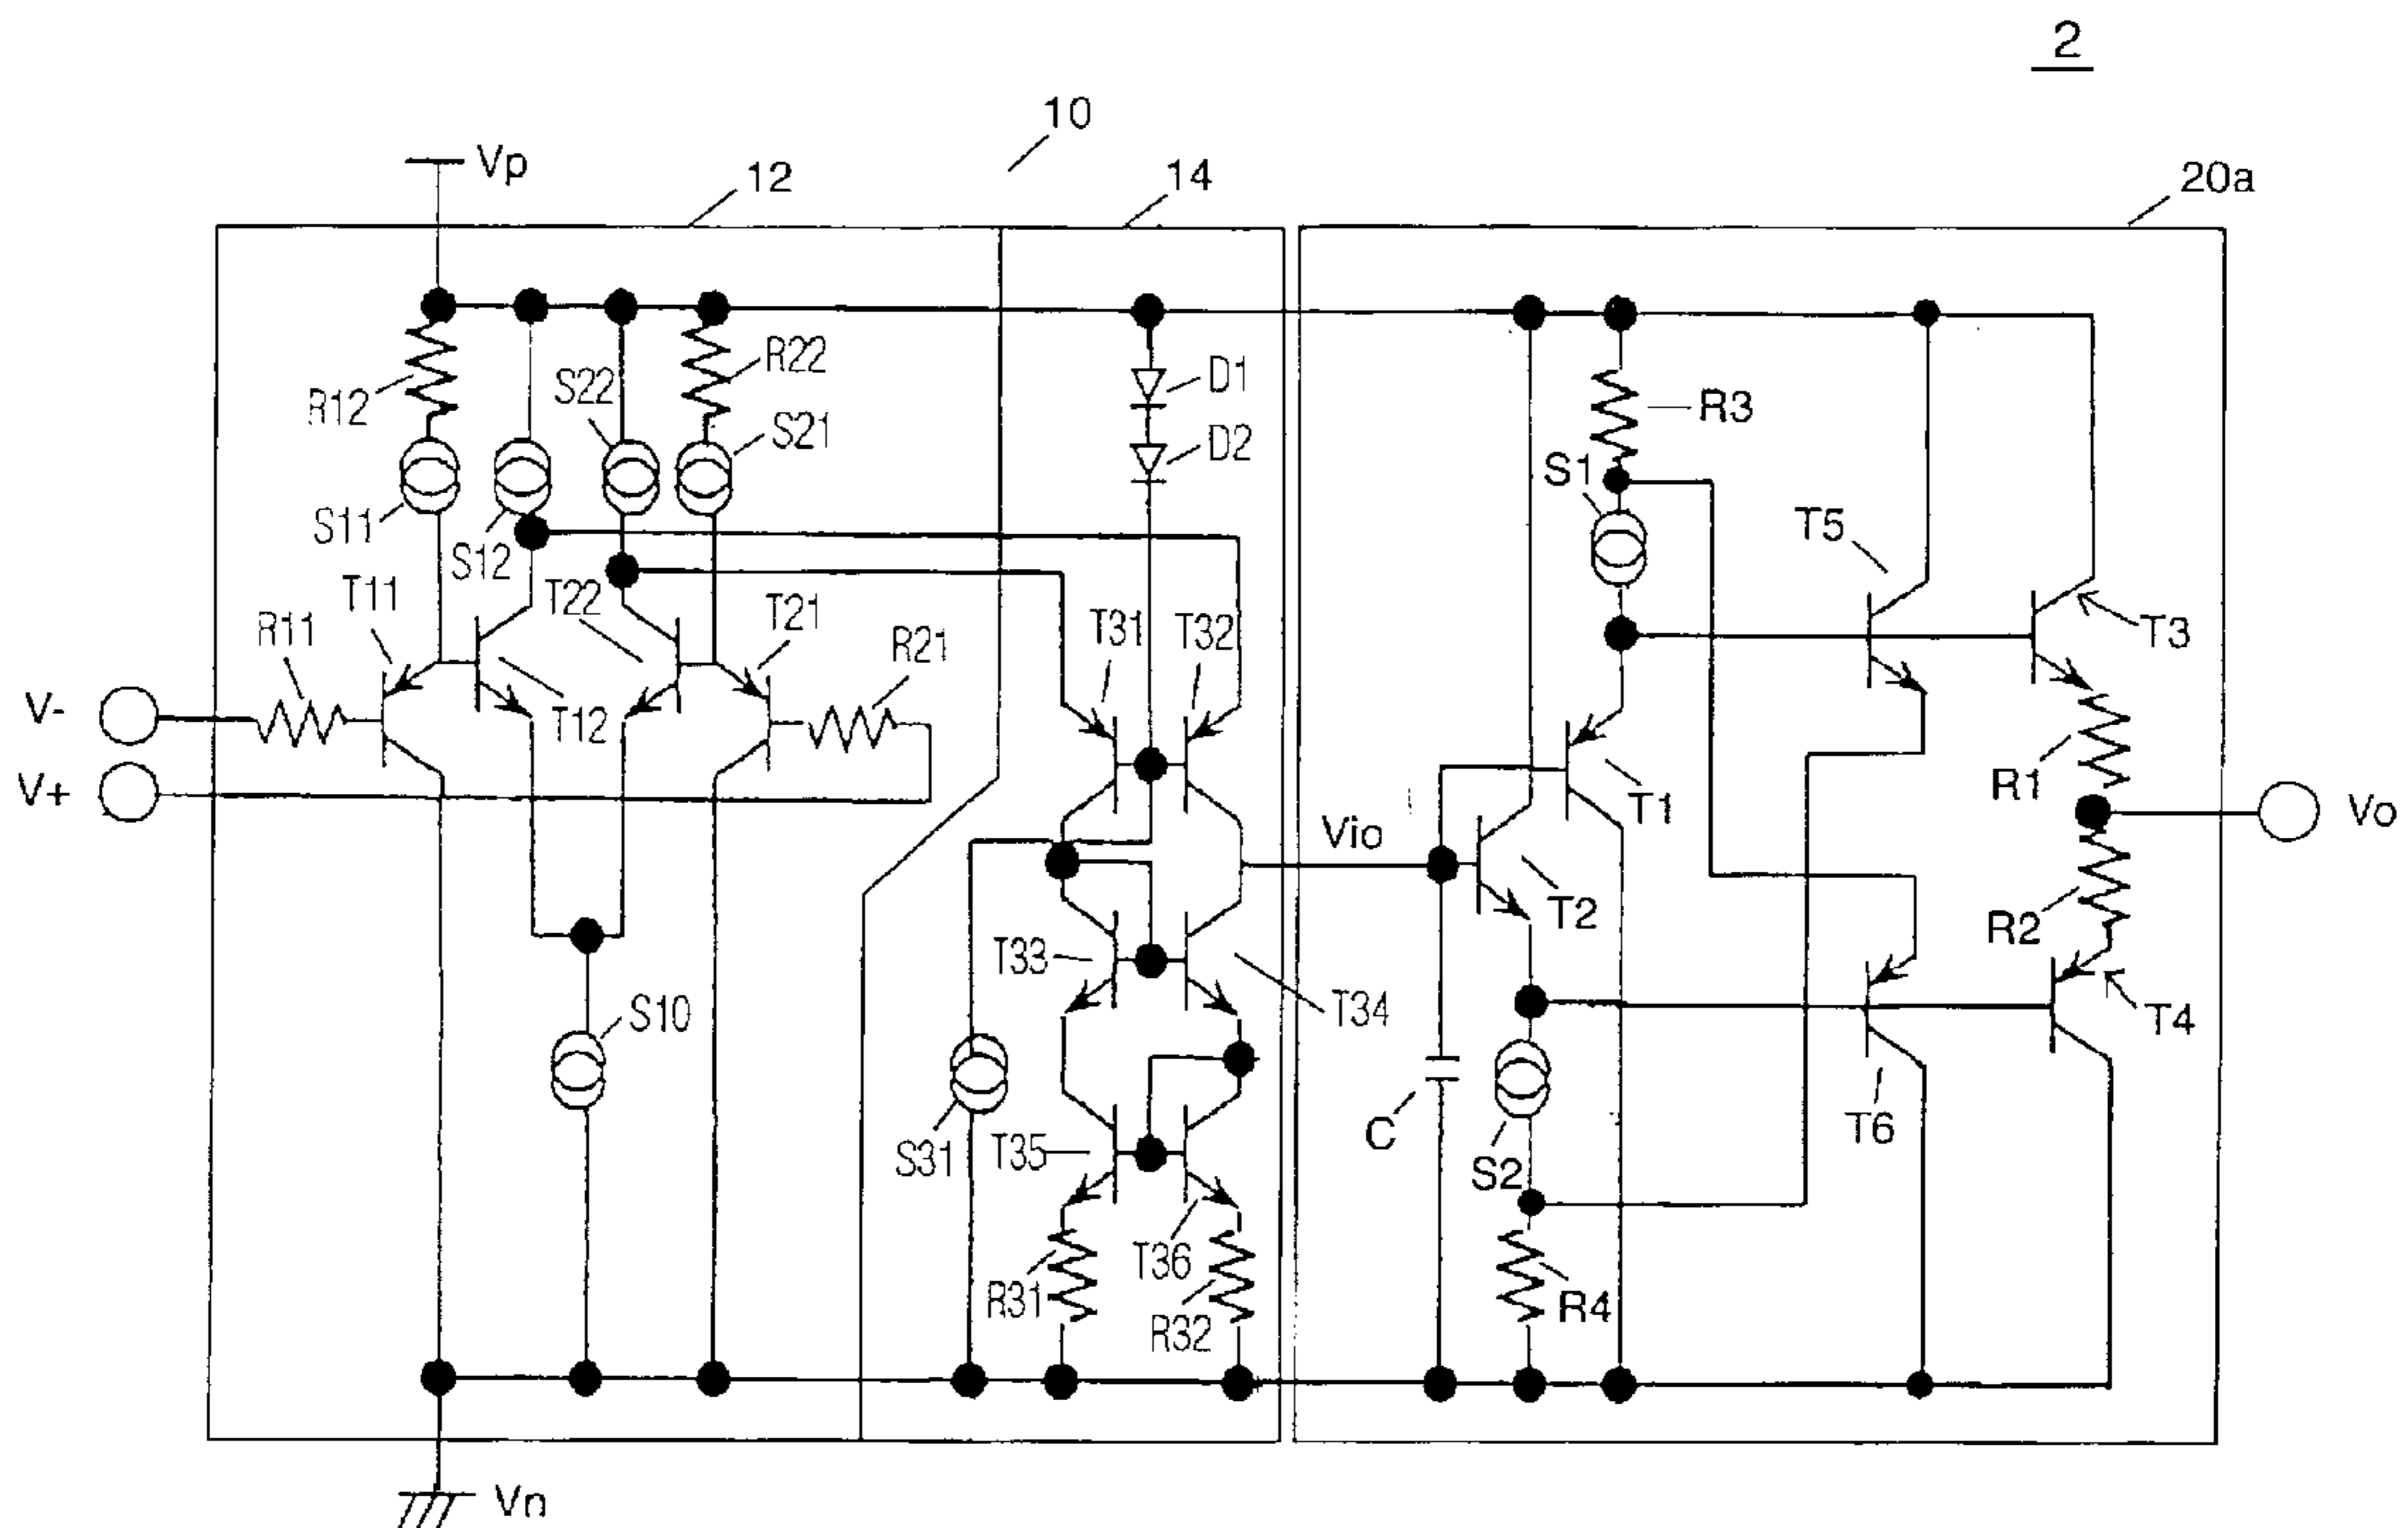 2
10
Vp
12
14
20a
R12
S22
R22
D1
R3
S21
D2
S1
S11
S12
T5
T11
T22
T21
T31
T32
R11
R21
T3
V-
T12
R1
V+
T1
Vo
Vio
T2
R2
T33
S10
T34
T4
C
T6
S31
T35
S2
T36
R31
R32
R4
Vn